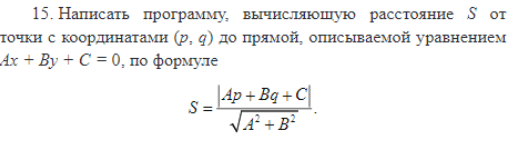 15. Написать программу, вычисляющую расстояние S от
точки с координатами (p, q) до прямой, описываемой уравнением
Ax + By + C = 0, по формуле
S = |Ap + Bq + C| / √(A² + B²).